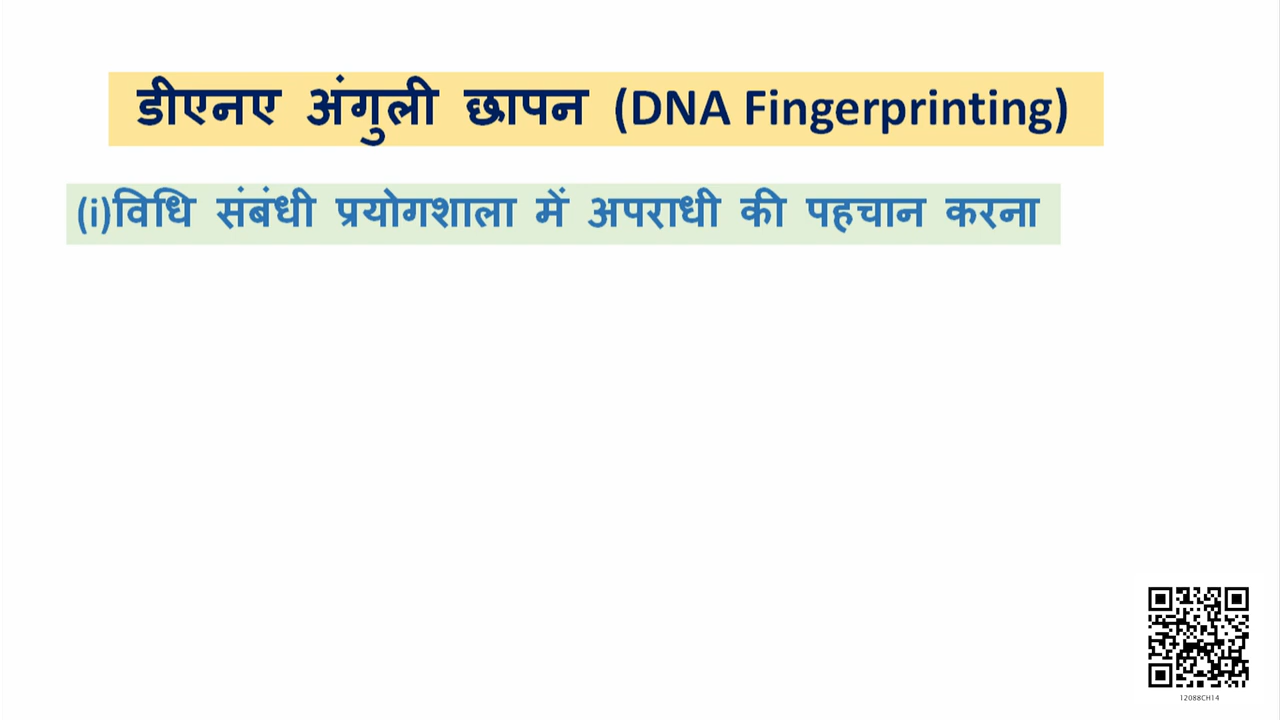 डीएनए अंगुली छापन (DNA Fingerprinting)
(i)विधि संबंधी प्रयोगशाला में अपराधी की पहचान करना
12088CH14